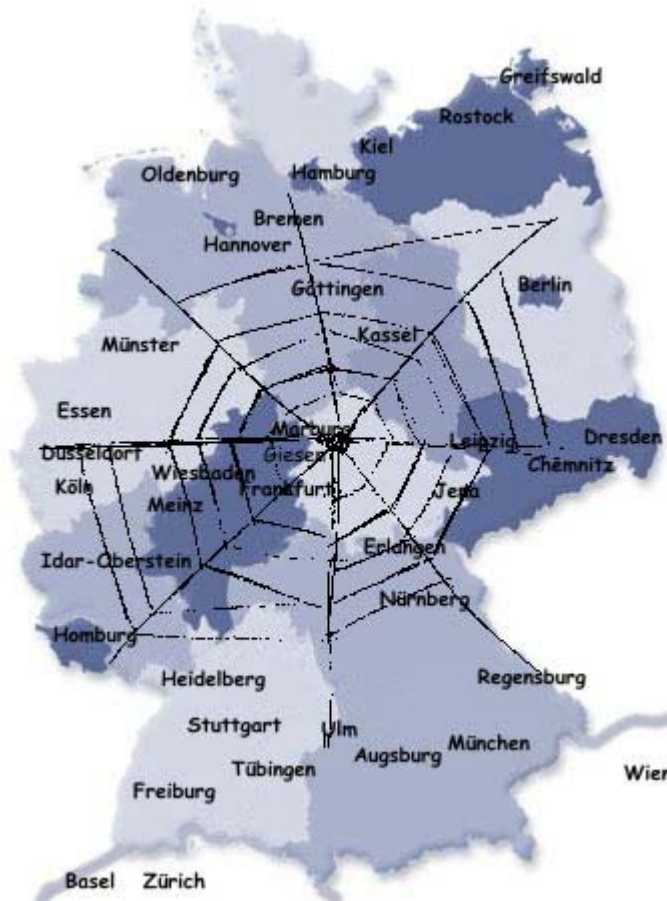 Greifswald
Rostock
Kiel
Oldenburg
Hamburg
Bremen
Hannover
Göttingen
Berlin
Kassel
Münster
Essen
Marburg
Leipzig
Dresden
Düsseldorf
Giesen
Chemnitz
Wiesbaden
Köln
Frankfurt
Jena
Meinz
Erlangen
Idar-Oberstein
Nürnberg
Homburg
Heidelberg
Regensburg
Stuttgart
Ulm
München
Augsburg
Tübingen
Wien
Freiburg
Basel
Zürich